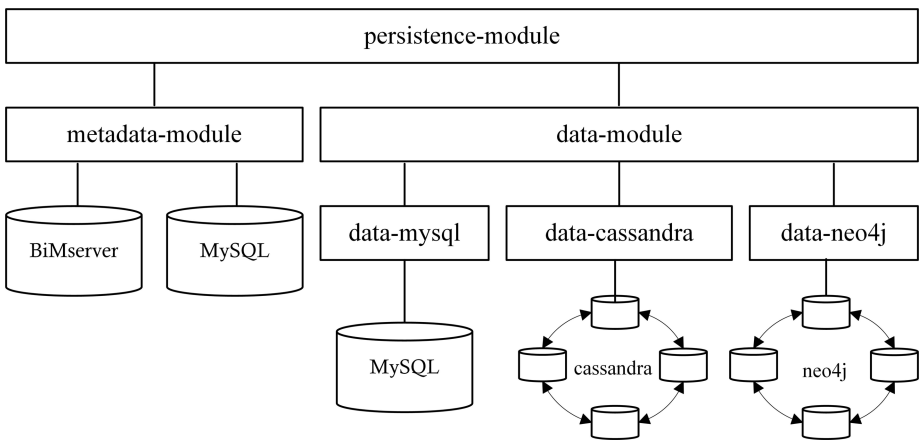 persistence-module
metadata-module
data-module
BiMserver
MySQL
data-mysql
data-cassandra
data-neo4j
MySQL
cassandra
neo4j